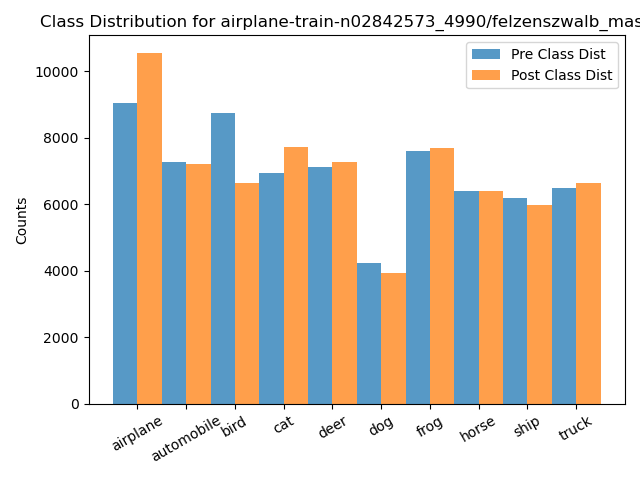 Class Distribution for airplane-train-n02842573_4990/felzenszwalb_mas
Pre Class Dist
Post Class Dist
Counts
10000
8000
6000
4000
2000
0
airplane
automobile
bird
cat
deer
dog
frog
horse
ship
truck